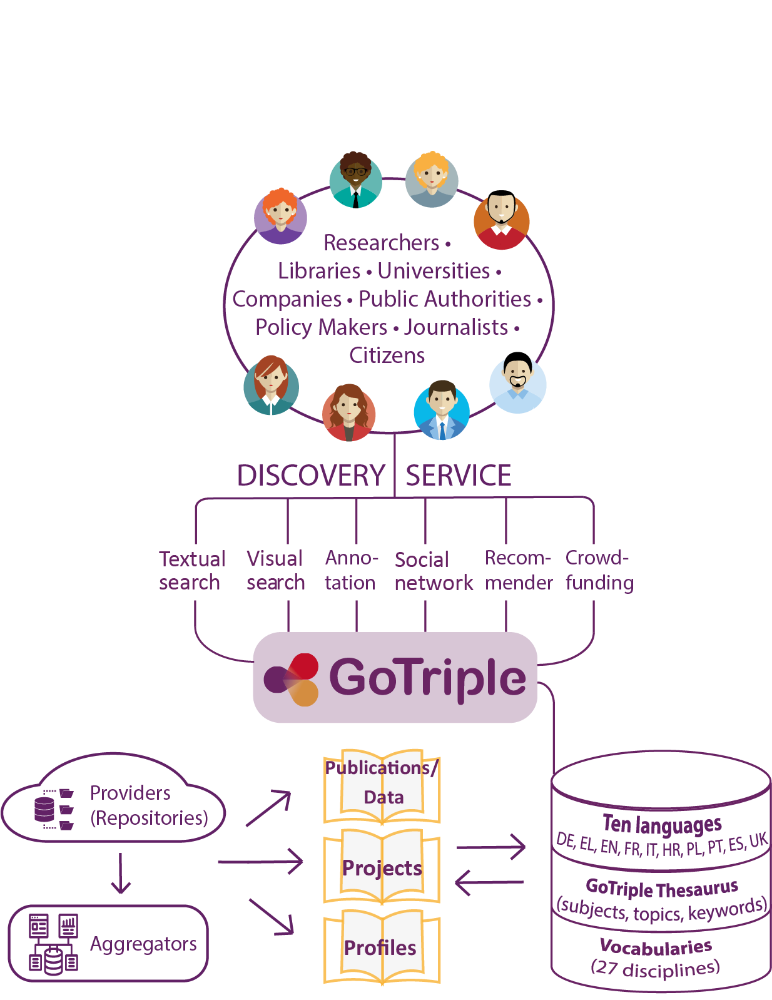 Researchers •
Libraries • Universities •
Companies • Public Authorities •
Policy Makers • Journalists •
Citizens
DISCOVERY SERVICE
Textual
search
Visual
search
Anno-
tation
Social
network
Recom-
mender
Crowd-
funding
GoTriple
Providers
(Repositories)
Aggregators
Publications/
Data
Projects
Profiles
Ten languages
DE, EL, EN, FR, IT, HR, PL, PT, ES, UK
GoTriple Thesaurus
(subjects, topics, keywords)
Vocabularies
(27 disciplines)